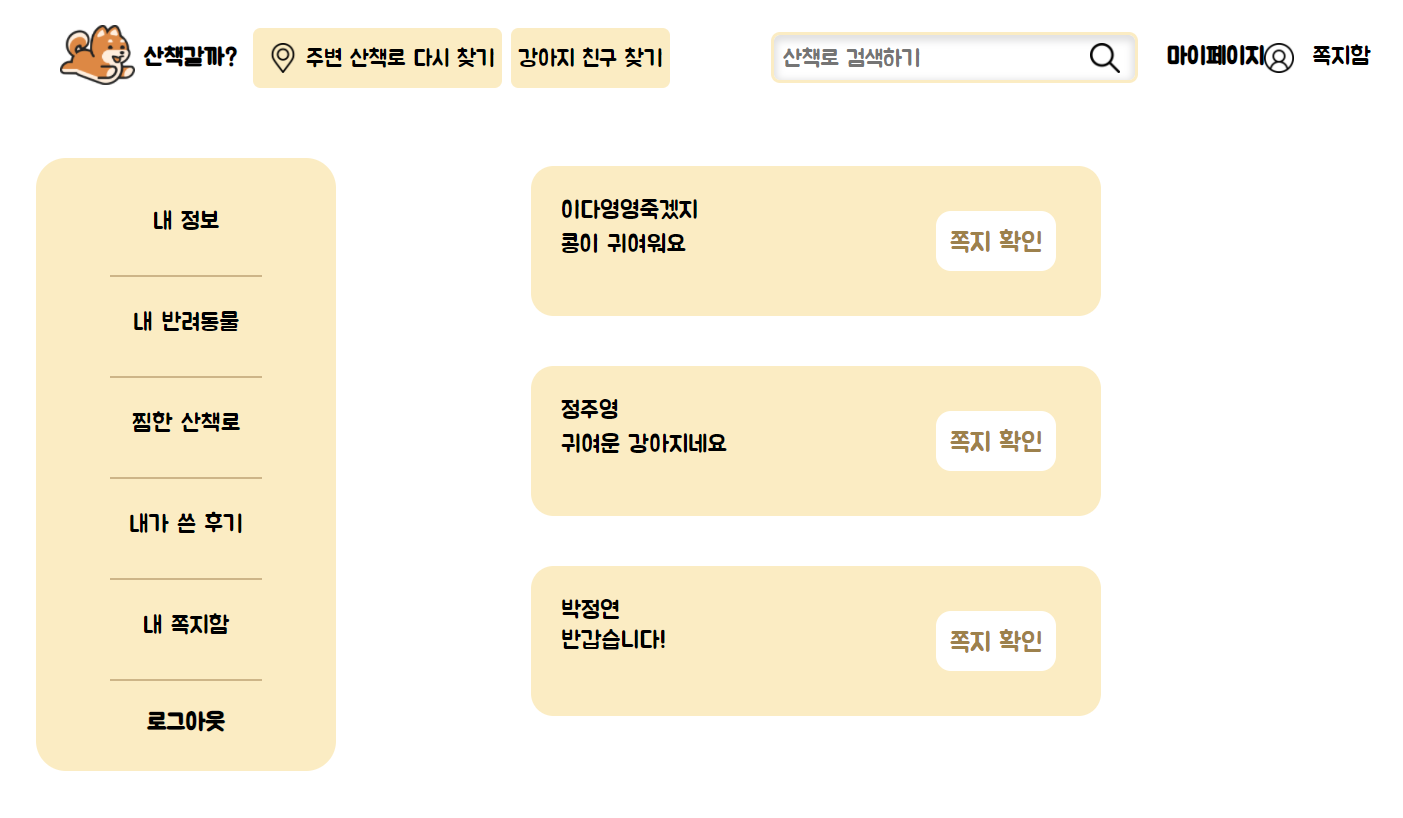 산책갈까?
주변 산책로 다시 찾기
강아지 친구 찾기
산책로 검색하기
마이페이지
쪽지함
내 정보
내 반려동물
찜한 산책로
내가 쓴 후기
내 쪽지함
로그아웃
이다영영죽겠지
콩이 귀여워요
쪽지 확인
정주영
귀여운 강아지네요
쪽지 확인
박정연
반갑습니다!
쪽지 확인